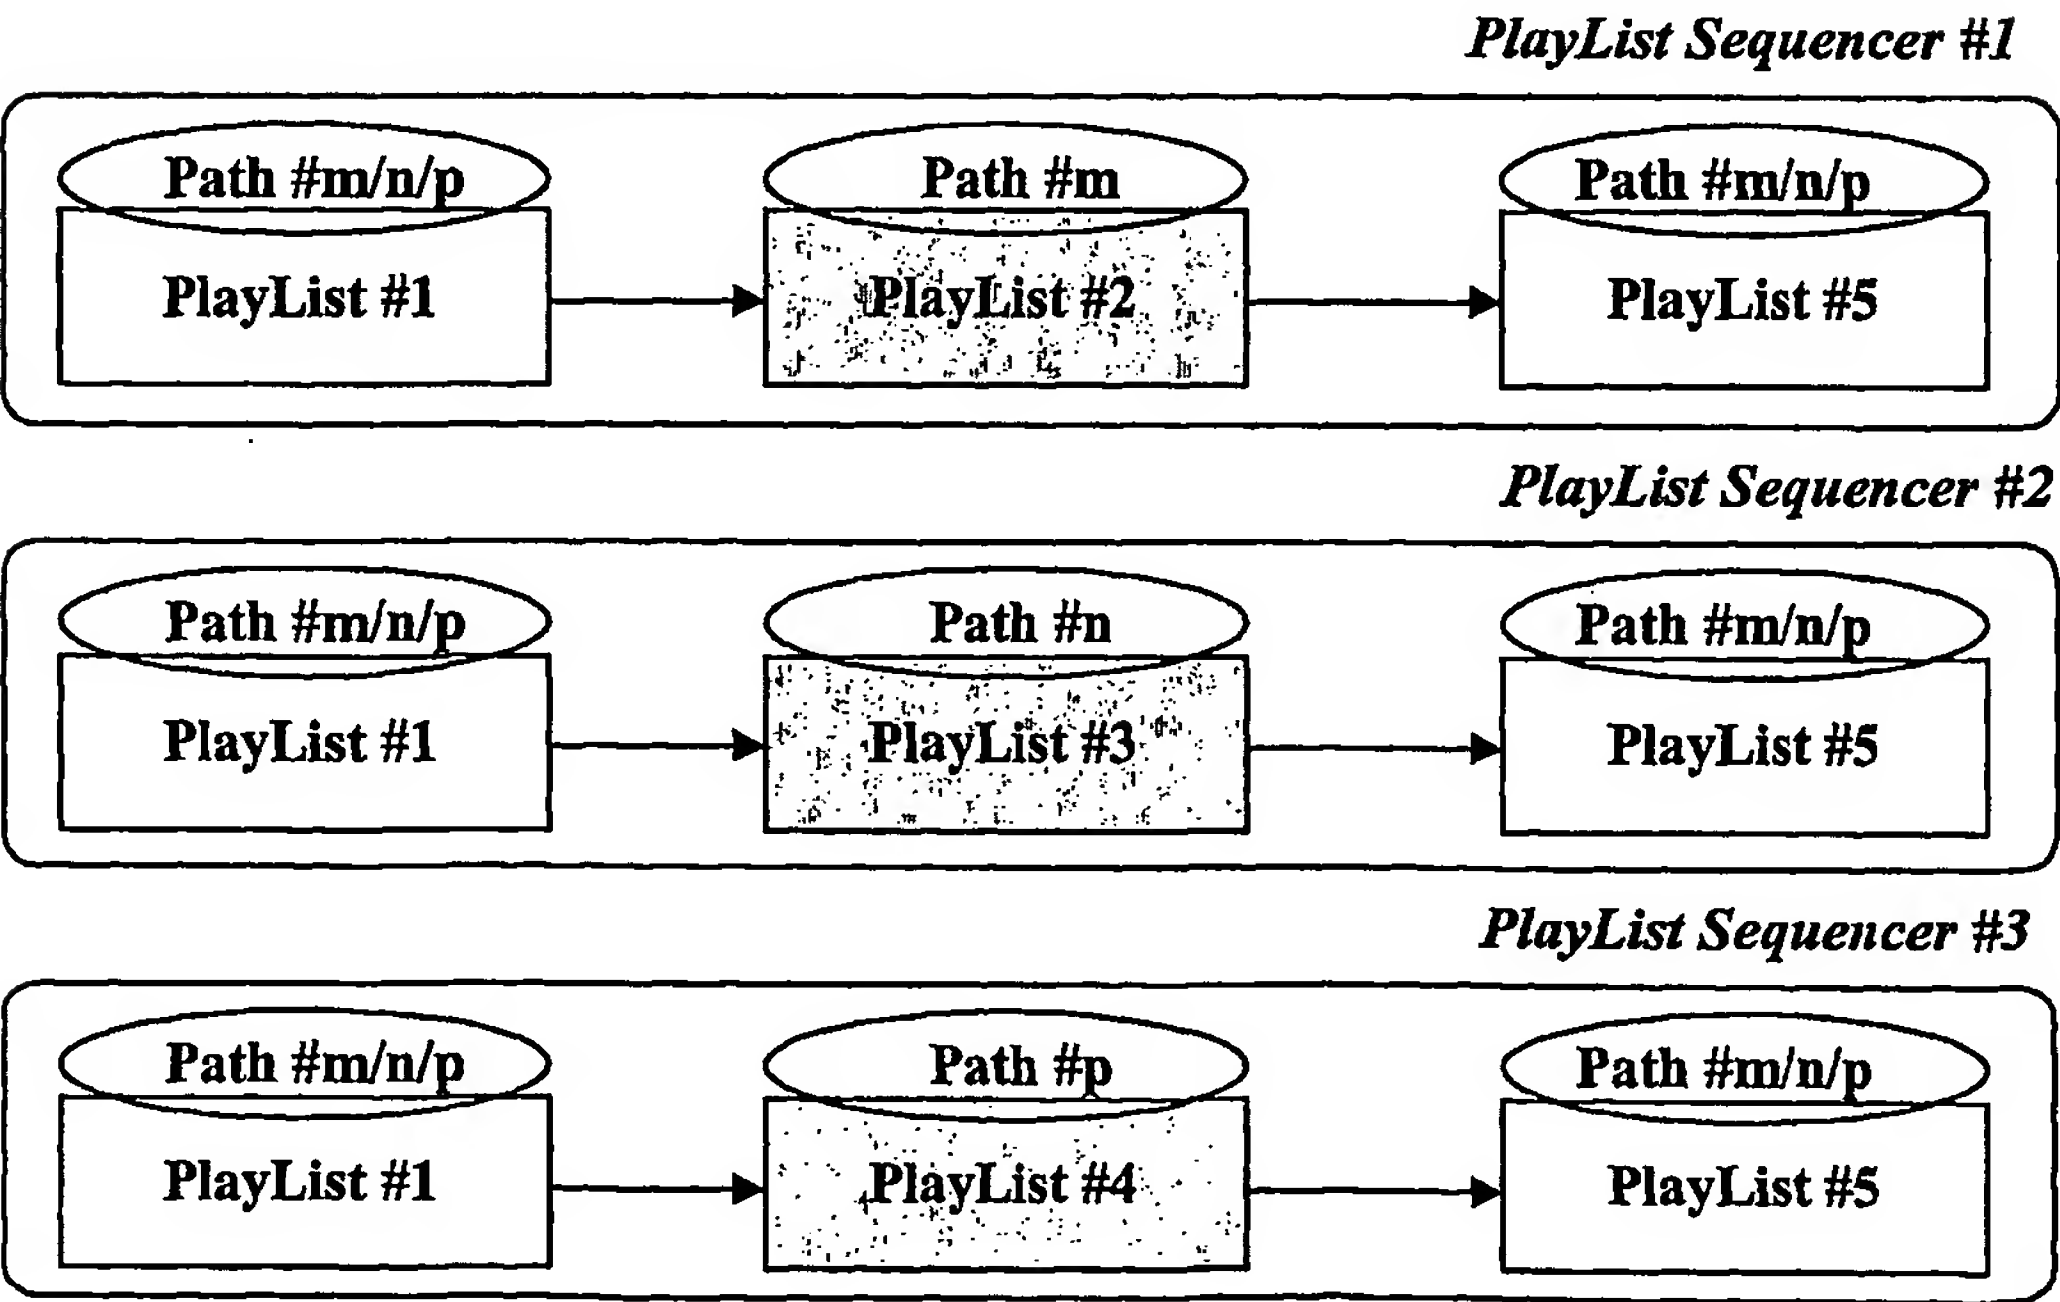 PlayList Sequencer #1
Path #m/n/p
Path #m
Path #m/n/p
PlayList #1
PlayList #2
PlayList #5
PlayList Sequencer #2
Path #m/n/p
Path #n
Path #m/n/p
PlayList #1
PlayList #3
PlayList #5
PlayList Sequencer #3
Path #m/n/p
Path #p
Path #m/n/p
PlayList #1
PlayList #4
PlayList #5